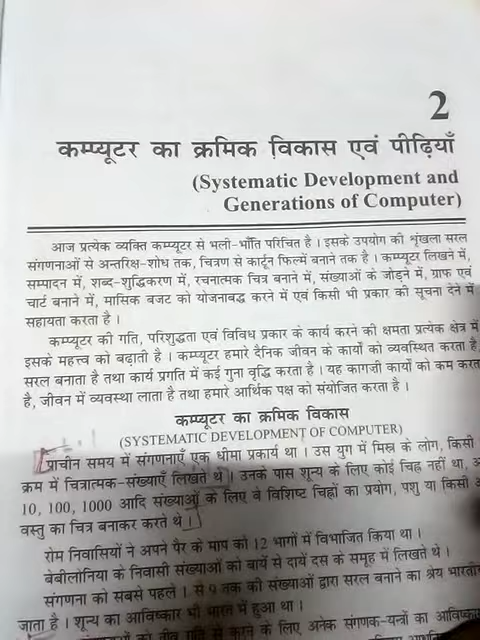 2
कम्प्यूटर का क्रमिक विकास एवं पीढ़ियाँ
(Systematic Development and
Generations of Computer)
आज प्रत्येक व्यक्ति कम्प्यूटर से भली-भाँति परिचित है। इसके उपयोग की शृंखला सरल
संगणनाओं से अन्तरिक्ष-शोध तक, चित्रण से कार्टून फिल्में बनाने तक है। कम्प्यूटर लिखने में,
सम्पादन में, शब्द-शुद्धिकरण में, रचनात्मक चित्र बनाने में, संख्याओं के जोड़ने में, ग्राफ एवं
चार्ट बनाने में, मासिक बजट को योजनाबद्ध करने में एवं किसी भी प्रकार की सूचना देने में
सहायता करता है।
कम्प्यूटर की गति, परिशुद्धता एवं विविध प्रकार के कार्य करने की क्षमता प्रत्येक क्षेत्र में
इसके महत्त्व को बढ़ाती है। कम्प्यूटर हमारे दैनिक जीवन के कार्यों को व्यवस्थित करता है,
सरल बनाता है तथा कार्य प्रगति में कई गुना वृद्धि करता है। यह कागजी कार्यों को कम करता
है, जीवन में व्यवस्था लाता है तथा हमारे आर्थिक पक्ष को संयोजित करता है।
कम्प्यूटर का क्रमिक विकास
(SYSTEMATIC DEVELOPMENT OF COMPUTER)
प्राचीन समय में संगणनाएँ एक धीमा प्रकार्य था। उस युग में मिस्र के लोग, किसी
क्रम में चित्रात्मक-संख्याएँ लिखते थे। उनके पास शून्य के लिए कोई चिह्न नहीं था,
10, 100, 1000 आदि संख्याओं के लिए वे विशिष्ट चिह्नों का प्रयोग, पशु या किसी
वस्तु का चित्र बनाकर करते थे।
रोम निवासियों ने अपने पैर के माप को 12 भागों में विभाजित किया था।
बेबीलोनिया के निवासी संख्याओं को बायें से दायें दस के समूह में लिखते थे।
संगणना को सबसे पहले 1 से 9 तक की संख्याओं द्वारा सरल बनाने का श्रेय
जाता है। शून्य का आविष्कार भी भारत में हुआ था।
को तीव्र गति से करने के लिए अनेक संगणक-यन्त्रों का